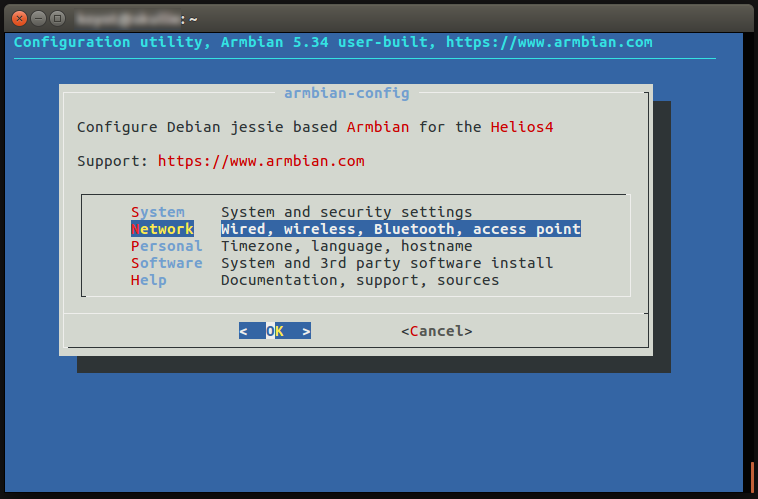 : ~
Configuration utility, Armbian 5.34 user-built, https://www.armbian.com
armbian-config
Configure Debian jessie based Armbian for the Helios4
Support: https://www.armbian.com
System System and security settings
Network Wired, wireless, Bluetooth, access point
Personal Timezone, language, hostname
Software System and 3rd party software install
Help Documentation, support, sources
< OK > <Cancel>